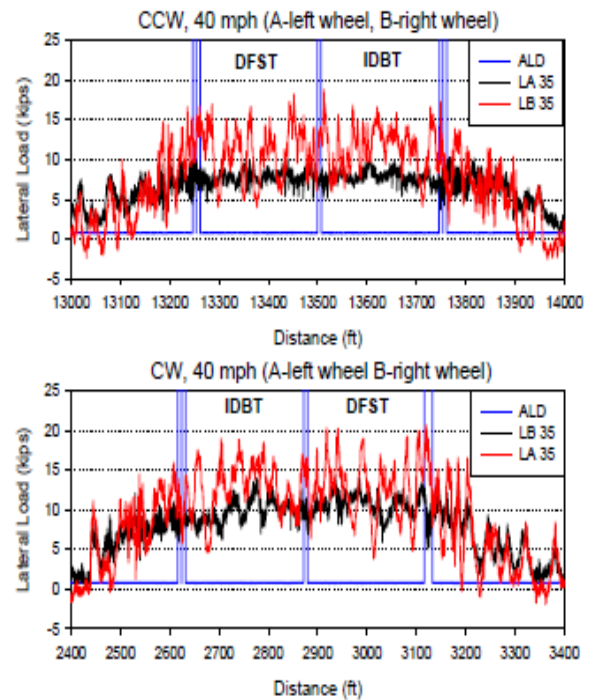 CCW, 40 mph (A-left wheel, B-right wheel)
25
20
15
10
5
0
-5
Lateral Load (kips)
DFST
IDBT
ALD
LA 35
LB 35
13000 13100 13200 13300 13400 13500 13600 13700 13800 13900 14000
Distance (ft)
CW, 40 mph (A-left wheel B-right wheel)
25
20
15
10
5
0
-5
Lateral Load (kips)
IDBT
DFST
ALD
LB 35
LA 35
2400 2500 2600 2700 2800 2900 3000 3100 3200 3300 3400
Distance (ft)